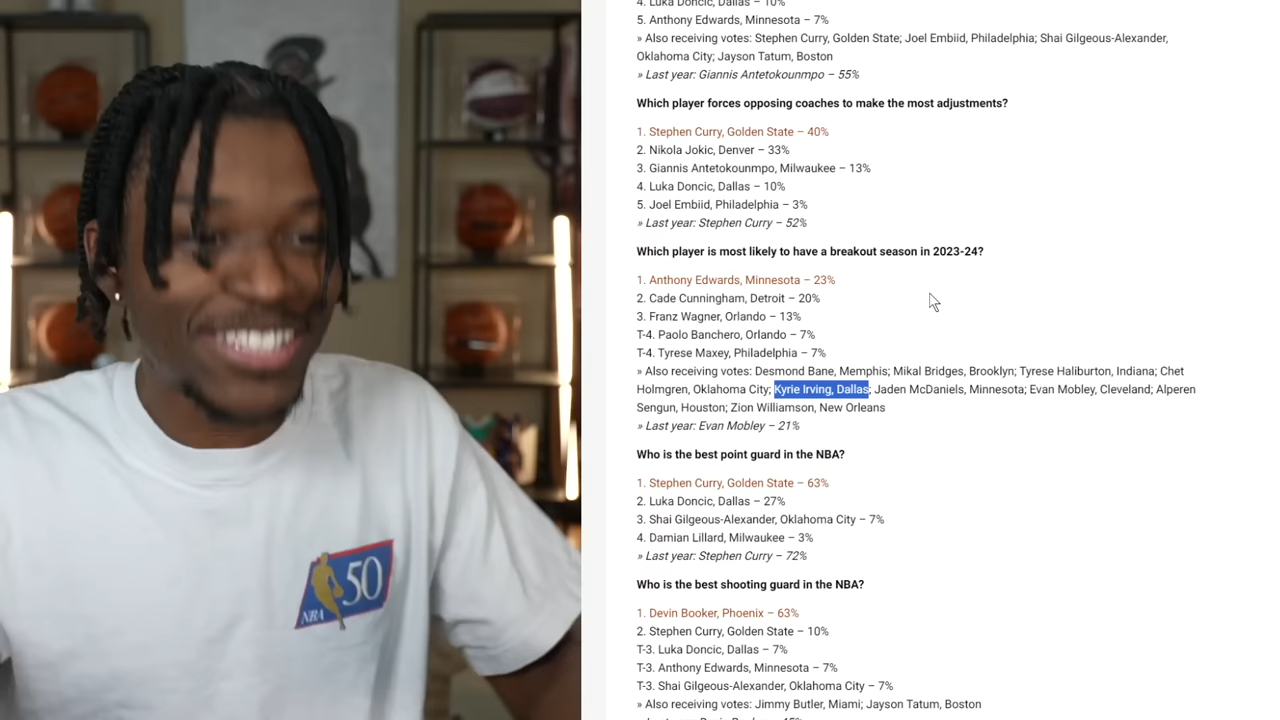 4. Luka Doncic, Dallas – 10%
5. Anthony Edwards, Minnesota – 7%
» Also receiving votes: Stephen Curry, Golden State; Joel Embiid, Philadelphia; Shai Gilgeous-Alexander,
Oklahoma City; Jayson Tatum, Boston
» Last year: Giannis Antetokounmpo – 55%
Which player forces opposing coaches to make the most adjustments?
1. Stephen Curry, Golden State – 40%
2. Nikola Jokic, Denver – 33%
3. Giannis Antetokounmpo, Milwaukee – 13%
4. Luka Doncic, Dallas – 10%
5. Joel Embiid, Philadelphia – 3%
» Last year: Stephen Curry – 52%
Which player is most likely to have a breakout season in 2023-24?
1. Anthony Edwards, Minnesota – 23%
2. Cade Cunningham, Detroit – 20%
3. Franz Wagner, Orlando – 13%
T-4. Paolo Banchero, Orlando – 7%
T-4. Tyrese Maxey, Philadelphia – 7%
» Also receiving votes: Desmond Bane, Memphis; Mikal Bridges, Brooklyn; Tyrese Haliburton, Indiana; Chet
Holmgren, Oklahoma City; Kyrie Irving, Dallas; Jaden McDaniels, Minnesota; Evan Mobley, Cleveland; Alperen
Sengun, Houston; Zion Williamson, New Orleans
» Last year: Evan Mobley – 21%
Who is the best point guard in the NBA?
1. Stephen Curry, Golden State – 63%
2. Luka Doncic, Dallas – 27%
3. Shai Gilgeous-Alexander, Oklahoma City – 7%
4. Damian Lillard, Milwaukee – 3%
» Last year: Stephen Curry – 72%
Who is the best shooting guard in the NBA?
1. Devin Booker, Phoenix – 63%
2. Stephen Curry, Golden State – 10%
T-3. Luka Doncic, Dallas – 7%
T-3. Anthony Edwards, Minnesota – 7%
T-3. Shai Gilgeous-Alexander, Oklahoma City – 7%
» Also receiving votes: Jimmy Butler, Miami; Jayson Tatum, Boston
NBA 50